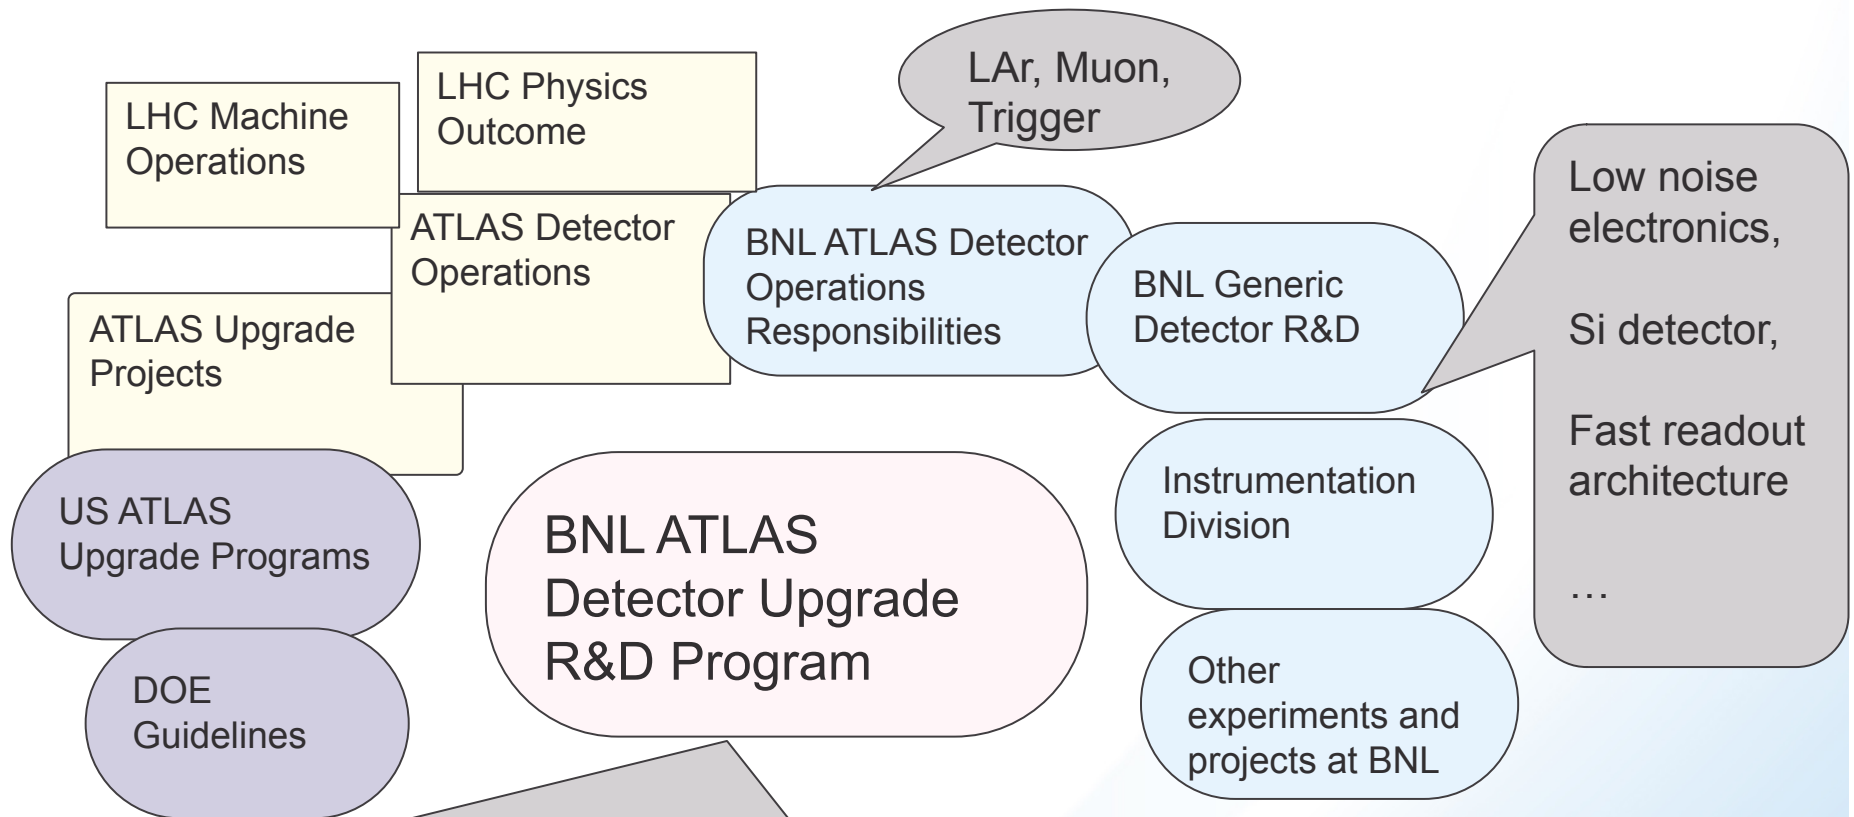 LHC Machine
Operations
LHC Physics
Outcome
LAr, Muon,
Trigger
ATLAS Detector
Operations
BNL ATLAS Detector
Operations
Responsibilities
BNL Generic
Detector R&D
Low noise
electronics,
Si detector,
Fast readout
architecture
…
ATLAS Upgrade
Projects
US ATLAS
Upgrade Programs
DOE
Guidelines
BNL ATLAS
Detector Upgrade
R&D Program
Instrumentation
Division
Other
experiments and
projects at BNL